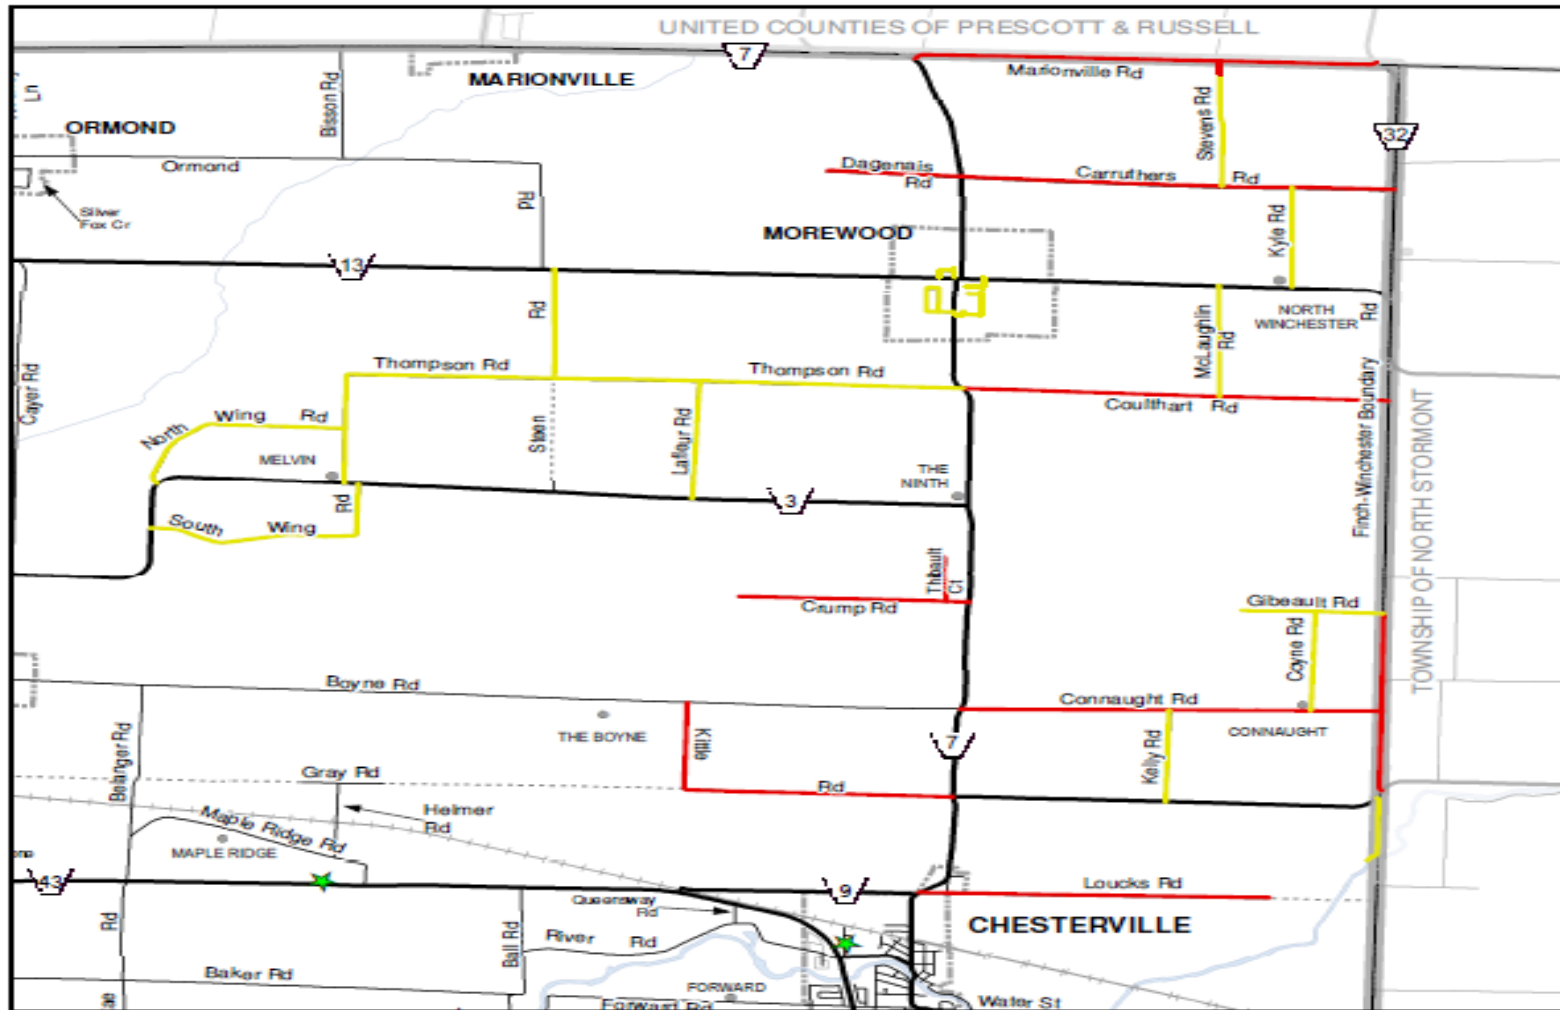 UNITED COUNTIES OF PRESCOTT & RUSSELL
7
MARIONVILLE
Marionville Rd
Ln
Bisson Rd
ORMOND
Stevens Rd
32
Ormond
Rd
Dagenais
Rd
Carruthers
Rd
Silver
Fox Cr
MOREWOOD
Kyle Rd
13
Rd
NORTH
WINCHESTER
McLaughlin
Rd
Finch-Winchester Boundary
Rd
Cayer Rd
Thompson Rd
Thompson Rd
Coulthart Rd
TOWNSHIP OF NORTH STORMONT
North
Wing Rd
Steen
Lafleur Rd
MELVIN
THE
NINTH
3
Rd
South
Wing
Thibault
Ct
Crump Rd
Gibeault Rd
Coyne Rd
Boyne Rd
Connaught Rd
THE BOYNE
Kittle
Rd
7
CONNAUGHT
Kelly Rd
Belanger Rd
Gray Rd
Helmer
Rd
Maple Ridge Rd
MAPLE RIDGE
43
9
Loucks Rd
Queensway
Rd
CHESTERVILLE
Rd
Ball Rd
River Rd
Baker Rd
FORWARD
Forward Rd
Water St